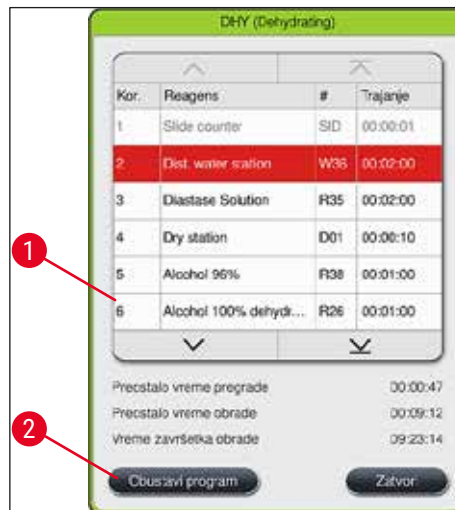 DHY (Dehydrating)
Kor. Reagens # Trajanje
1 Slide counter SID 00:00:01
2 Dist. water station W36 00:02:00
3 Diastase Solution R35 00:02:00
4 Dry station D01 00:00:10
5 Alcohol 96% R38 00:01:00
1
6 Alcohol 100% dehydr... R26 00:01:00
Preostalo vreme pregrade 00:00:47
Preostalo vreme obrade 00:09:12
2
Vreme završetka obrade 09:23:14
Obustavi program Zatvori